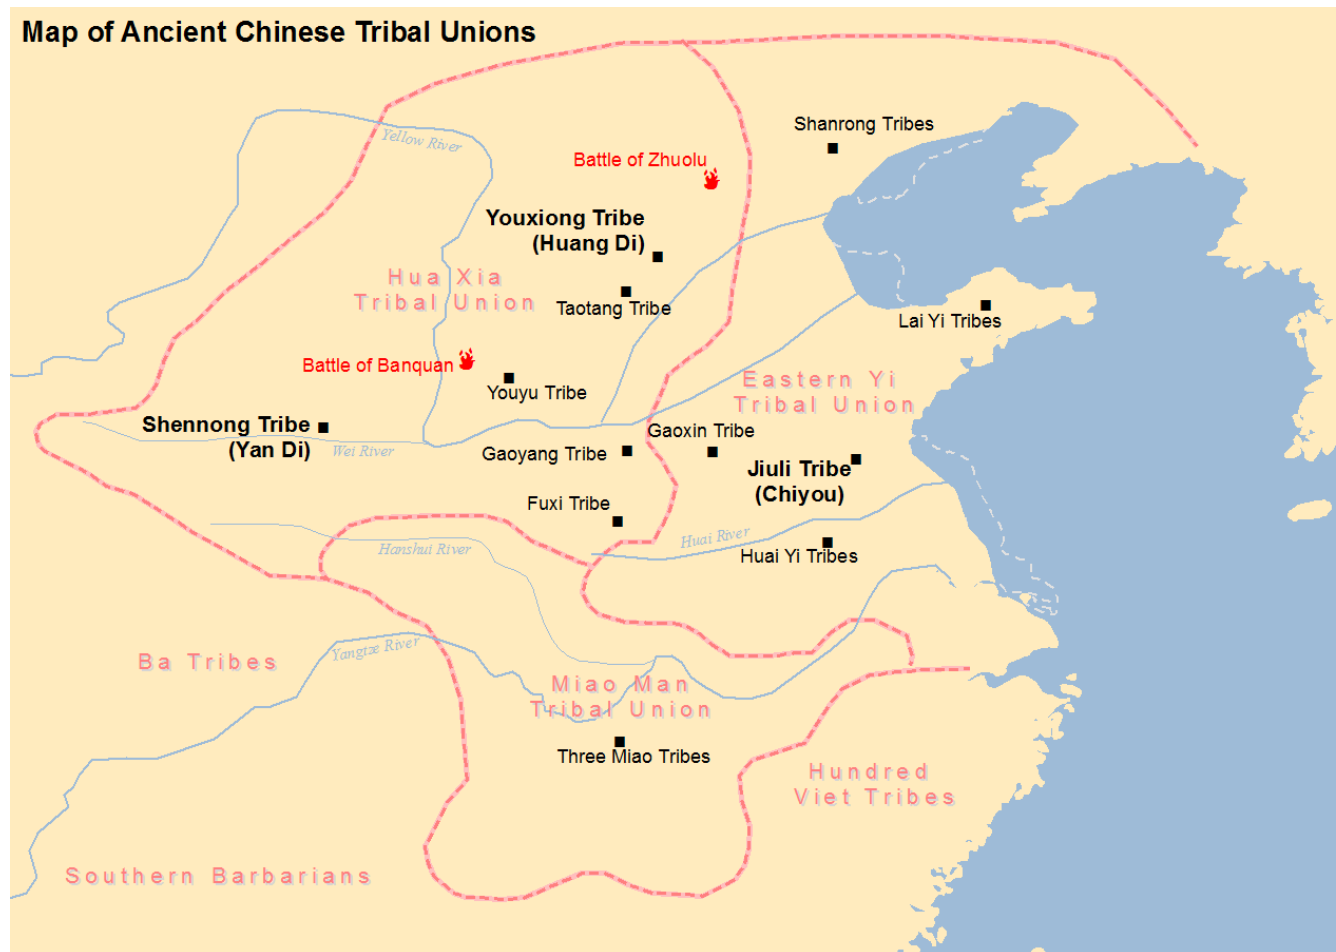 Map of Ancient Chinese Tribal Unions
Shanrong Tribes
Yellow River
Battle of Zhuolu
Youxiong Tribe
(Huang Di)
Hua Xia
Tribal Union
Taotang Tribe
Lai Yi Tribes
Battle of Banquan
Youyu Tribe
Eastern Yi
Tribal Union
Shennong Tribe
(Yan Di)
Wei River
Gaoxin Tribe
Gaoyang Tribe
Jiuli Tribe
(Chiyou)
Fuxi Tribe
Hanshui River
Huai River
Huai Yi Tribes
Ba Tribes
Yangtze River
Miao Man
Tribal Union
Three Miao Tribes
Hundred
Viet Tribes
Southern Barbarians